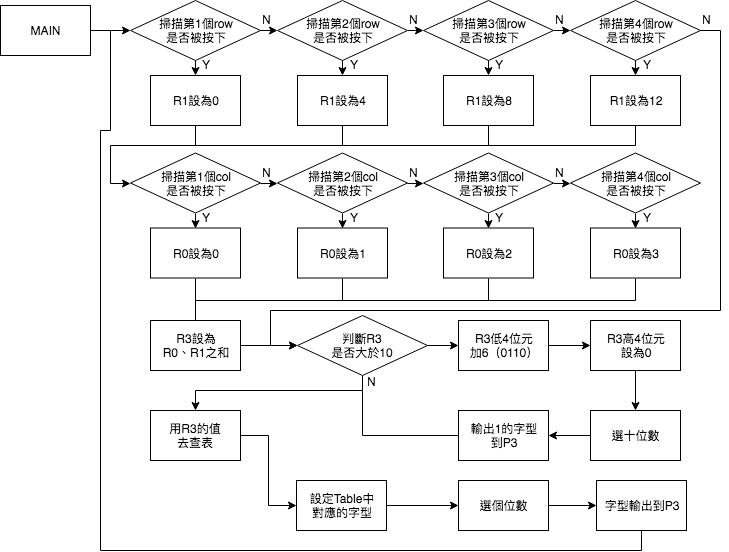 MAIN
掃描第1個row
是否被按下
N
掃描第2個row
是否被按下
N
掃描第3個row
是否被按下
N
掃描第4個row
是否被按下
N
Y
Y
Y
Y
R1設為0
R1設為4
R1設為8
R1設為12
掃描第1個col
是否被按下
N
掃描第2個col
是否被按下
N
掃描第3個col
是否被按下
N
掃描第4個col
是否被按下
Y
Y
Y
Y
R0設為0
R0設為1
R0設為2
R0設為3
R3設為
R0、R1之和
判斷R3
是否大於10
R3低4位元
加6（0110）
R3高4位元
設為0
N
用R3的值
去查表
輸出1的字型
到P3
選十位數
設定Table中
對應的字型
選個位數
字型輸出到P3